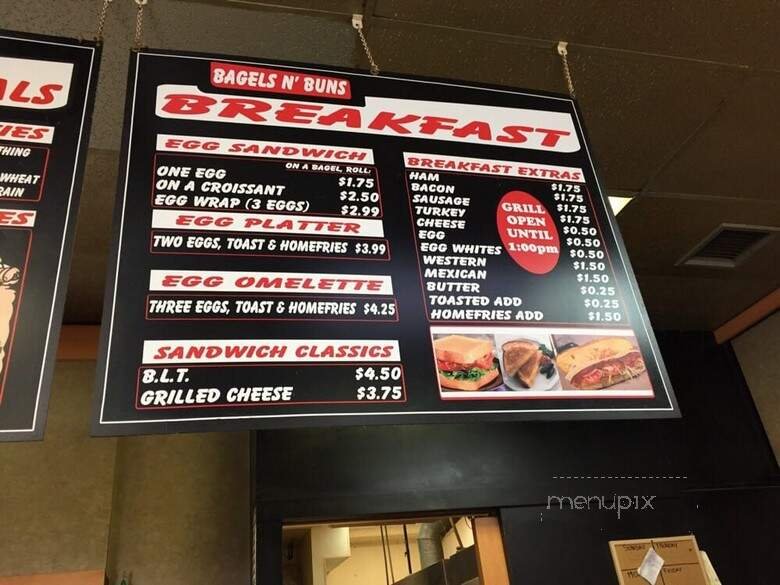 ALS
IES
THING
WHEAT
RAIN
ES
BAGELS N' BUNS
BREAKFAST
EGG SANDWICH
ON A BAGEL, ROLL:
ONE EGG $1.75
ON A CROISSANT $2.50
EGG WRAP (3 EGGS) $2.99
EGG PLATTER
TWO EGGS, TOAST & HOMEFRIES $3.99
EGG OMELETTE
THREE EGGS, TOAST & HOMEFRIES $4.25
SANDWICH CLASSICS
B.L.T. $4.50
GRILLED CHEESE $3.75
BREAKFAST EXTRAS
HAM $1.75
BACON $1.75
SAUSAGE $1.75
TURKEY $1.75
CHEESE $0.50
EGG $0.50
EGG WHITES $0.50
WESTERN $1.50
MEXICAN $1.50
BUTTER $0.25
TOASTED ADD $0.25
HOMEFRIES ADD $1.50
GRILL
OPEN
UNTIL
1:00pm
menupix